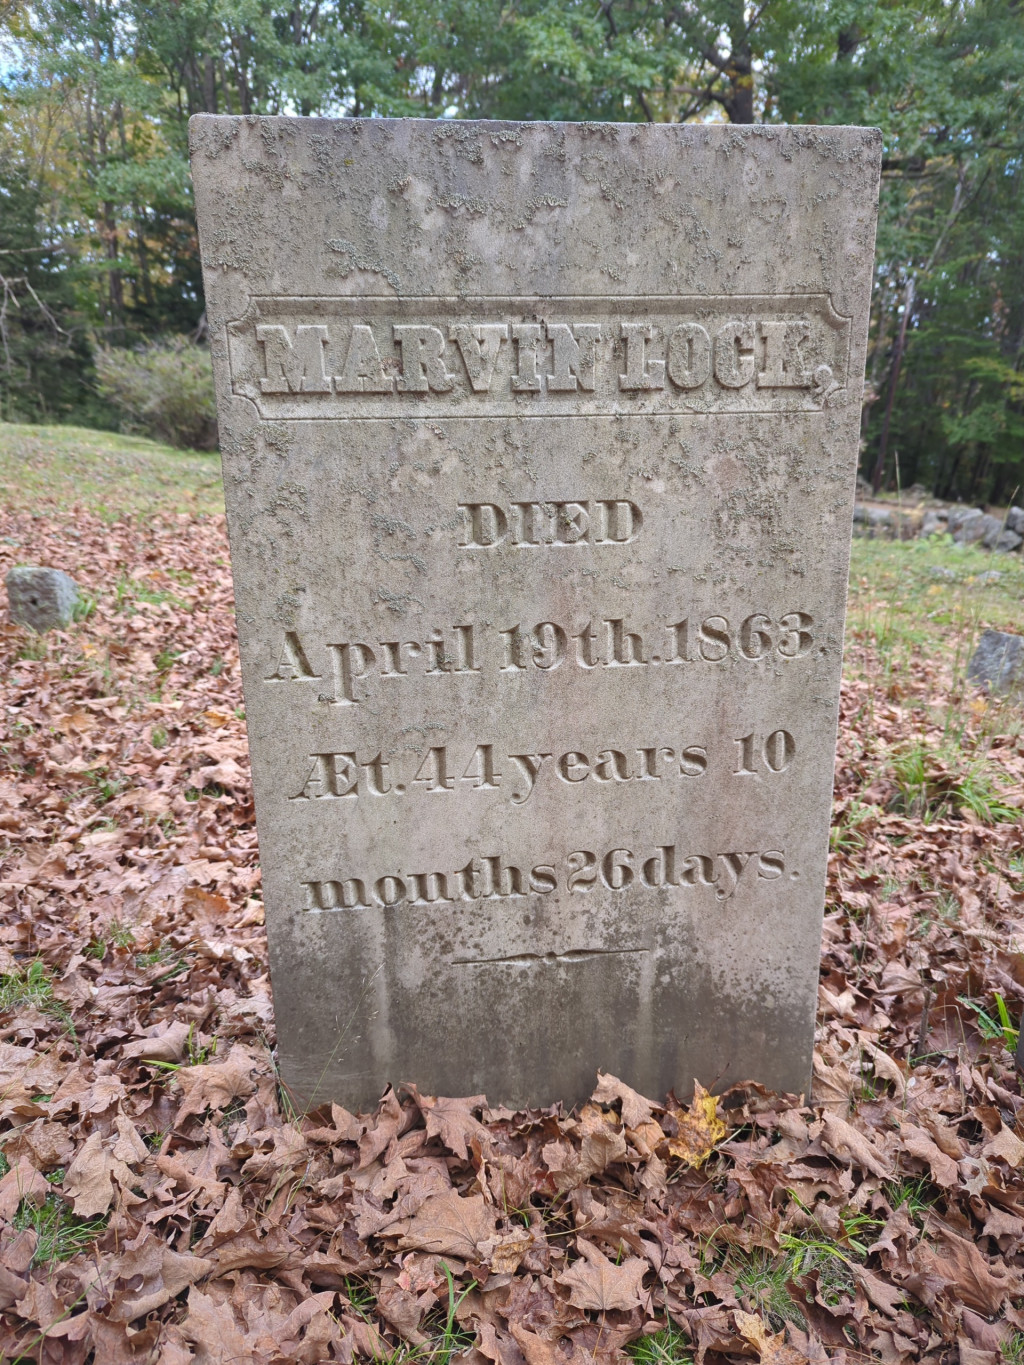 MARVIN LOCK,
DIED
April 19th. 1863.
Æt. 44 years 10
months 26 days.